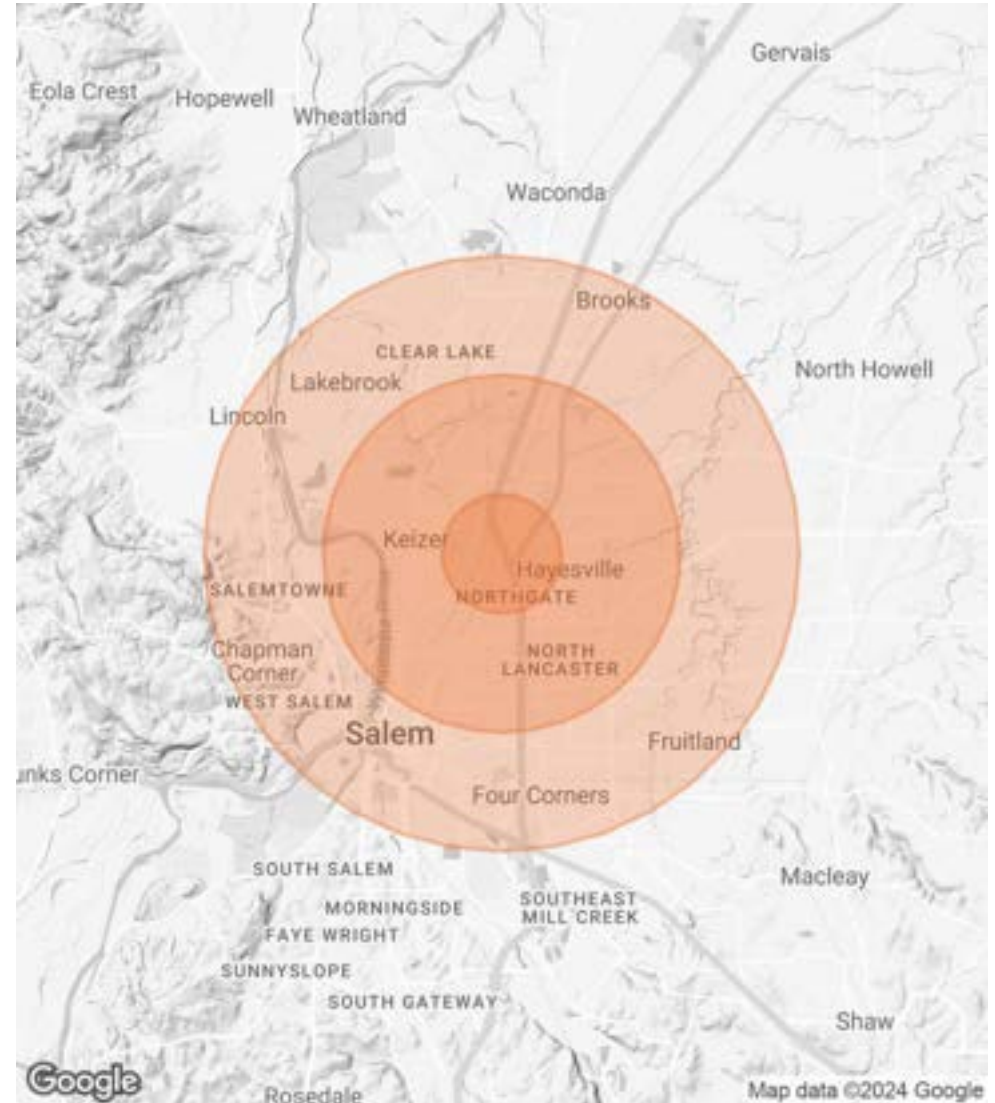 Gervais
Eola Crest
Hopewell
Wheatland
Waconda
Brooks
CLEAR LAKE
North Howell
Lakebrook
Lincoln
Keizer
Hayesville
SALEMTOWNE
NORTHGATE
Chapman
Corner
NORTH
LANCASTER
WEST SALEM
Salem
Fruitland
unks Corner
Four Corners
SOUTH SALEM
Macleay
SOUTHEAST
MILL CREEK
MORNINGSIDE
FAYE WRIGHT
SUNNYSLOPE
SOUTH GATEWAY
Shaw
Google
Rosedale
Map data ©2024 Google